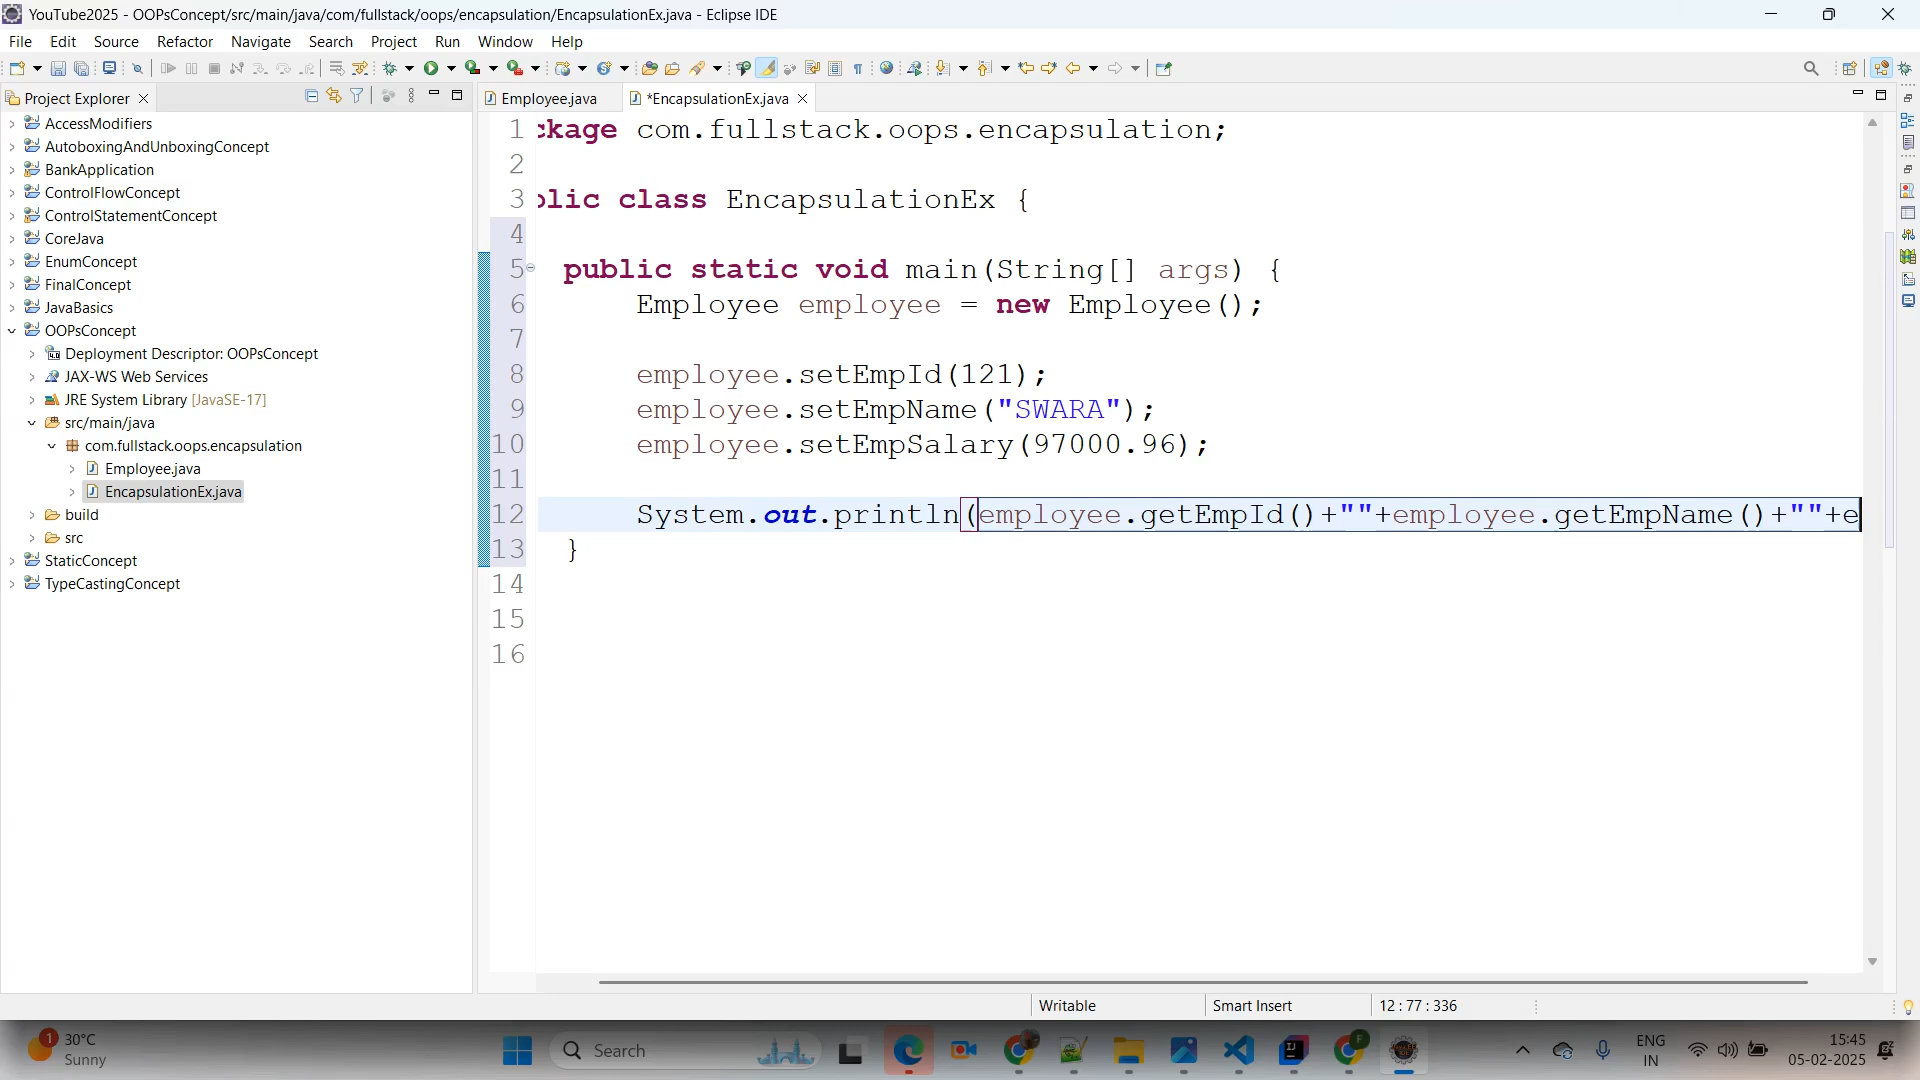 YouTube2025 - OOPsConcept/src/main/java/com/fullstack/oops/encapsulation/EncapsulationEx.java - Eclipse IDE
File Edit Source Refactor Navigate Search Project Run Window Help
Project Explorer
AccessModifiers
AutoboxingAndUnboxingConcept
BankApplication
ControlFlowConcept
ControlStatementConcept
CoreJava
EnumConcept
FinalConcept
JavaBasics
OOPsConcept
Deployment Descriptor: OOPsConcept
JAX-WS Web Services
JRE System Library [JavaSE-17]
src/main/java
com.fullstack.oops.encapsulation
Employee.java
EncapsulationEx.java
build
src
StaticConcept
TypeCastingConcept
Employee.java *EncapsulationEx.java
1 ckage com.fullstack.oops.encapsulation;
2
3 blic class EncapsulationEx {
4
5 public static void main(String[] args) {
6 Employee employee = new Employee();
7
8 employee.setEmpId(121);
9 employee.setEmpName("SWARA");
10 employee.setEmpSalary(97000.96);
11
12 System.out.println(employee.getEmpId()+""+employee.getEmpName()+""+e
13 }
14
15
16
Writable Smart Insert 12 : 77 : 336
1 30°C
Sunny
Search
ENG
IN
15:45
05-02-2025